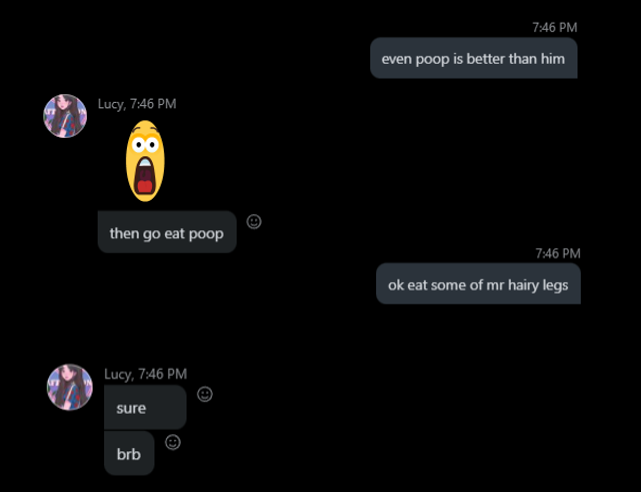 7:46 PM
even poop is better than him
Lucy, 7:46 PM
then go eat poop
7:46 PM
ok eat some of mr hairy legs
Lucy, 7:46 PM
sure
brb